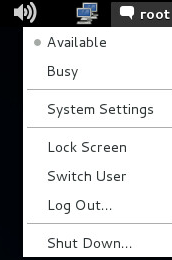 root
Available
Busy
System Settings
Lock Screen
Switch User
Log Out...
Shut Down...